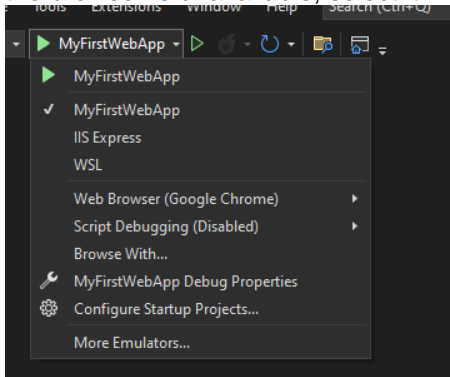 Tools Extensions Window Help Search (Ctrl+Q)
MyFirstWebApp
MyFirstWebApp
MyFirstWebApp
IIS Express
WSL
Web Browser (Google Chrome)
Script Debugging (Disabled)
Browse With...
MyFirstWebApp Debug Properties
Configure Startup Projects...
More Emulators...